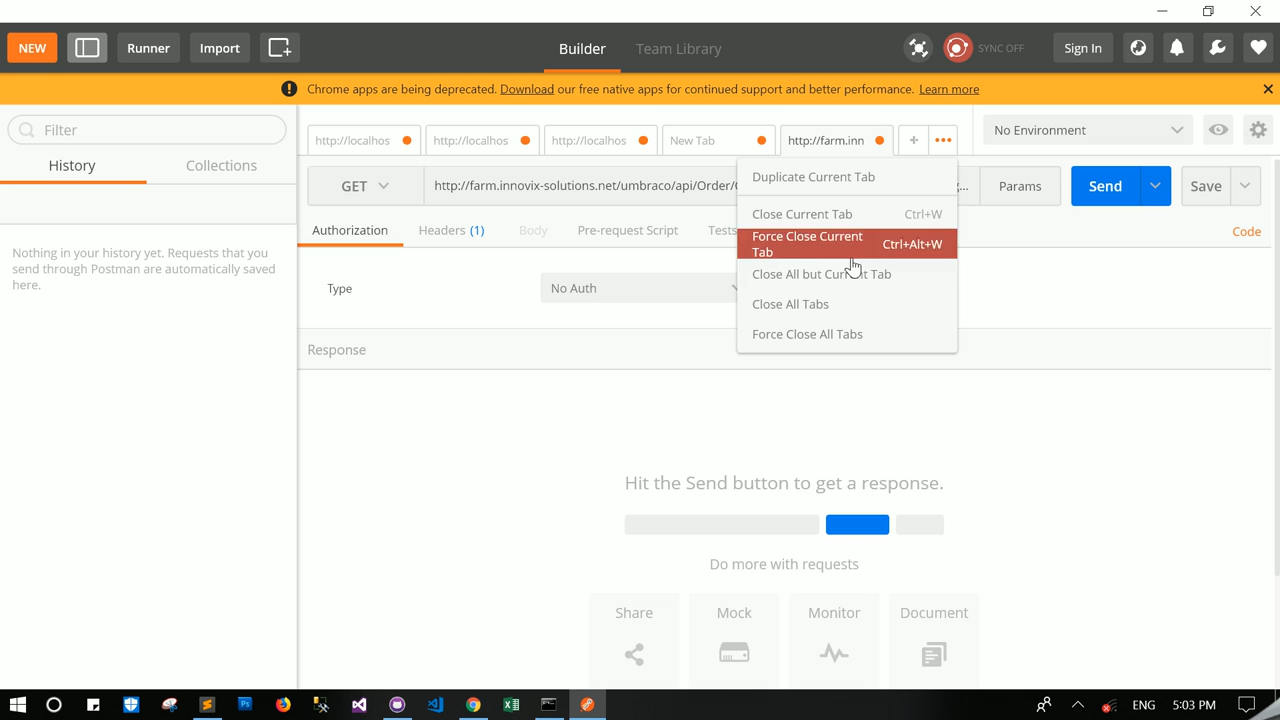 NEW
Runner
Import
Builder
Team Library
SYNC OFF
Sign In
Chrome apps are being deprecated. Download our free native apps for continued support and better performance. Learn more
Filter
History
Collections
Nothing in your history yet. Requests that you
send through Postman are automatically saved
here.
http://localhos
http://localhos
http://localhos
New Tab
http://farm.inn
No Environment
GET
http://farm.innovix-solutions.net/umbraco/api/Order/
Params
Send
Save
Authorization
Headers (1)
Body
Pre-request Script
Tests
Code
Type
No Auth
Duplicate Current Tab
Close Current Tab Ctrl+W
Force Close Current
Tab
Ctrl+Alt+W
Close All but Current Tab
Close All Tabs
Force Close All Tabs
Response
Hit the Send button to get a response.
Do more with requests
Share
Mock
Monitor
Document
ENG
5:03 PM